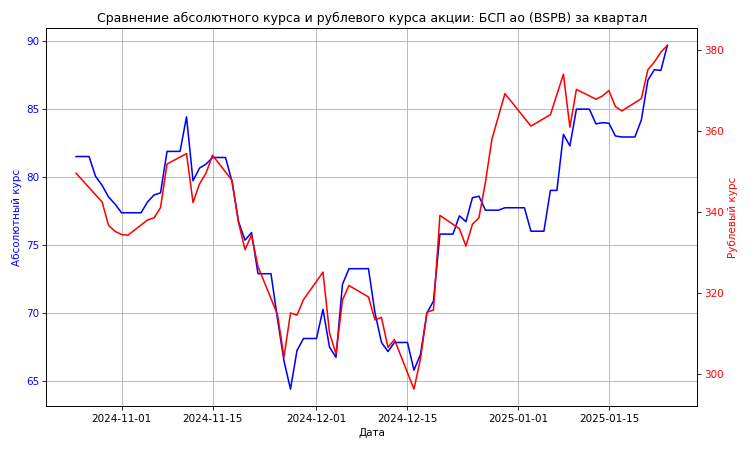 Сравнение абсолютного курса и рублевого курса акции: БСП ао (BSPB) за квартал
90
85
80
75
70
65
Абсолютный курс
380
360
340
320
300
Рублевый курс
2024-11-01 2024-11-15 2024-12-01 2024-12-15 2025-01-01 2025-01-15
Дата